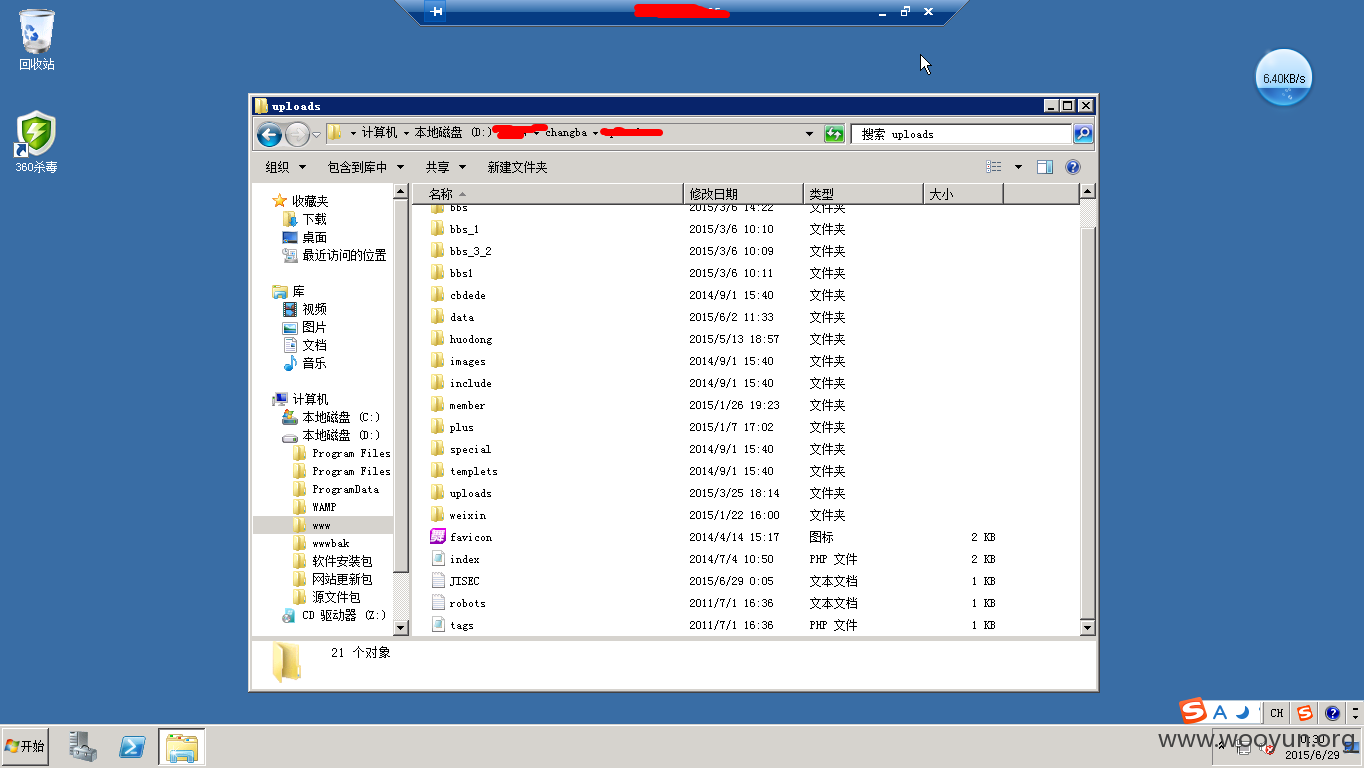 回收站
360杀毒
6.40KB/s
uploads
计算机 本地磁盘 (D:) changba
搜索 uploads
组织 包含到库中 共享 新建文件夹
收藏夹
下载
桌面
最近访问的位置
库
视频
图片
文档
音乐
计算机
本地磁盘 (C:)
本地磁盘 (D:)
Program Files
Program Files
ProgramData
WAMP
www
wwwbak
软件安装包
网站更新包
源文件包
CD 驱动器 (Z:)
名称 修改日期 类型 大小
bbs 2015/3/6 14:22 文件夹
bbs_1 2015/3/6 10:10 文件夹
bbs_3_2 2015/3/6 10:09 文件夹
bbs1 2015/3/6 10:11 文件夹
cbdede 2014/9/1 15:40 文件夹
data 2015/6/2 11:33 文件夹
huodong 2015/5/13 18:57 文件夹
images 2014/9/1 15:40 文件夹
include 2014/9/1 15:40 文件夹
member 2015/1/26 19:23 文件夹
plus 2015/1/7 17:02 文件夹
special 2014/9/1 15:40 文件夹
templets 2014/9/1 15:40 文件夹
uploads 2015/3/25 18:14 文件夹
weixin 2015/1/22 16:00 文件夹
favicon 2014/4/14 15:17 图标 2 KB
index 2014/7/4 10:50 PHP 文件 2 KB
JISEC 2015/6/29 0:05 文本文档 1 KB
robots 2011/7/1 16:36 文本文档 1 KB
tags 2011/7/1 16:36 PHP 文件 1 KB
21 个对象
S A CH S
开始
www.wooyun.org
2015/6/29